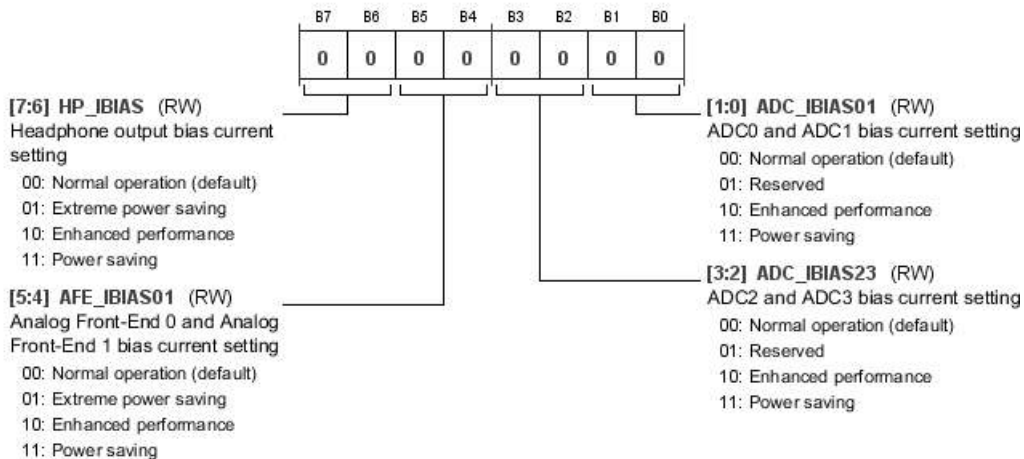 B7 B6 B5 B4 B3 B2 B1 B0
0 0 0 0 0 0 0 0
[7:6] HP_IBIAS (RW)
Headphone output bias current
setting
00: Normal operation (default)
01: Extreme power saving
10: Enhanced performance
11: Power saving
[5:4] AFE_IBIAS01 (RW)
Analog Front-End 0 and Analog
Front-End 1 bias current setting
00: Normal operation (default)
01: Extreme power saving
10: Enhanced performance
11: Power saving
[1:0] ADC_IBIAS01 (RW)
ADC0 and ADC1 bias current setting
00: Normal operation (default)
01: Reserved
10: Enhanced performance
11: Power saving
[3:2] ADC_IBIAS23 (RW)
ADC2 and ADC3 bias current setting
00: Normal operation (default)
01: Reserved
10: Enhanced performance
11: Power saving